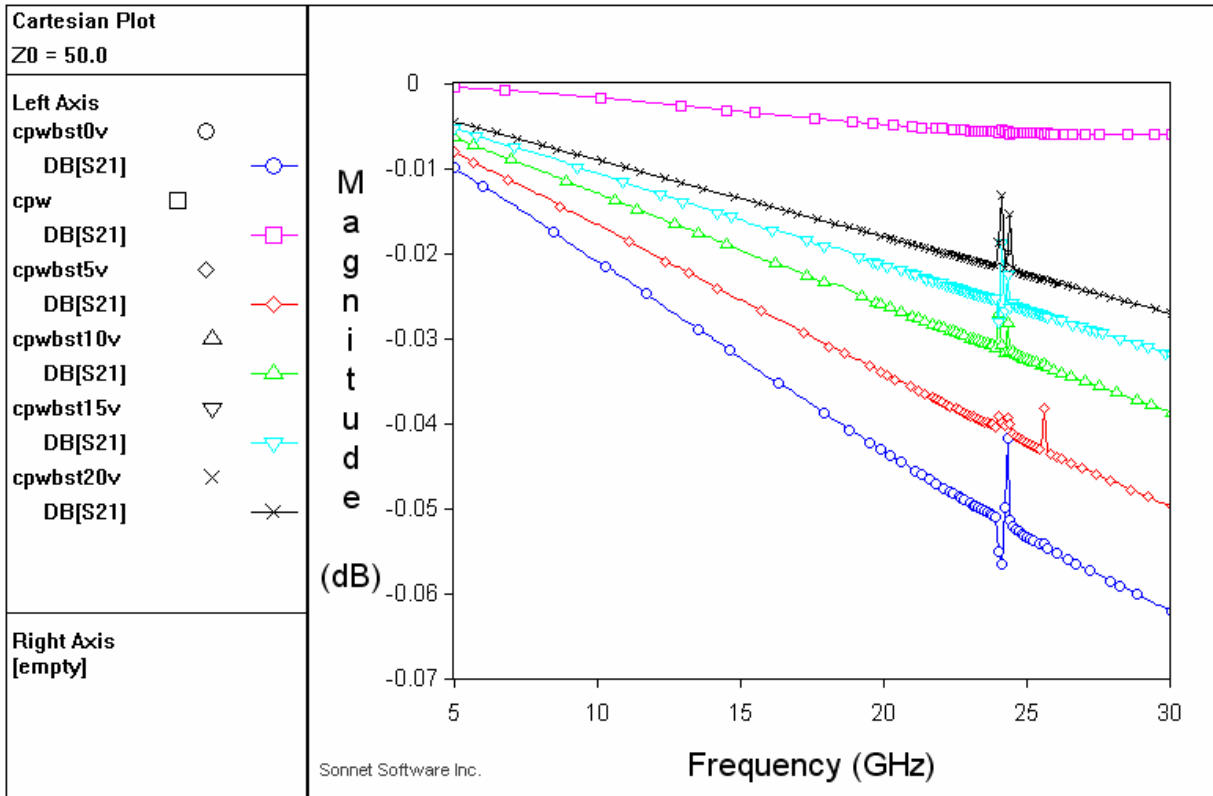 Cartesian Plot
Z0 = 50.0
Left Axis
cpwbst0v
DB[S21]
cpw
DB[S21]
cpwbst5v
DB[S21]
cpwbst10v
DB[S21]
cpwbst15v
DB[S21]
cpwbst20v
DB[S21]
Right Axis
[empty]
Magnitude
(dB)
0
-0.01
-0.02
-0.03
-0.04
-0.05
-0.06
-0.07
5 10 15 20 25 30
Frequency (GHz)
Sonnet Software Inc.